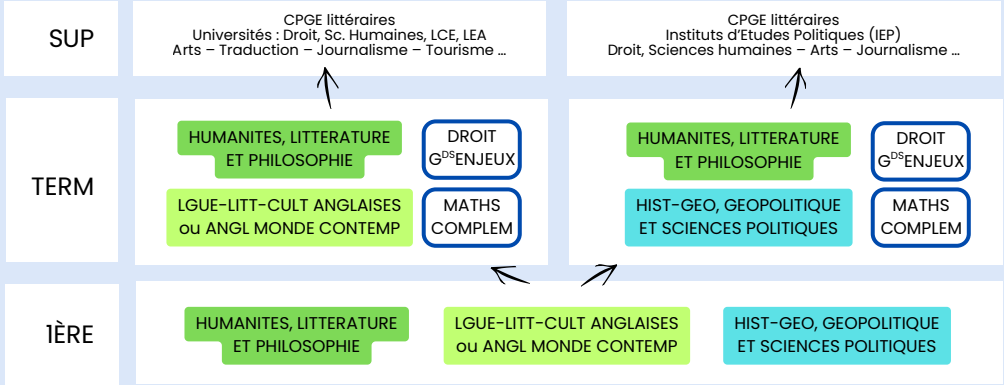 SUP
CPGE littéraires
Universités : Droit, Sc. Humaines, LCE, LEA
Arts – Traduction – Journalisme – Tourisme ...
CPGE littéraires
Instituts d'Etudes Politiques (IEP)
Droit, Sciences humaines – Arts – Journalisme ...
TERM
HUMANITES, LITTERATURE
ET PHILOSOPHIE
DROIT
GDSENJEUX
LGUE-LITT-CULT ANGLAISES
ou ANGL MONDE CONTEMP
MATHS
COMPLEM
HUMANITES, LITTERATURE
ET PHILOSOPHIE
DROIT
GDSENJEUX
HIST-GEO, GEOPOLITIQUE
ET SCIENCES POLITIQUES
MATHS
COMPLEM
1ÈRE
HUMANITES, LITTERATURE
ET PHILOSOPHIE
LGUE-LITT-CULT ANGLAISES
ou ANGL MONDE CONTEMP
HIST-GEO, GEOPOLITIQUE
ET SCIENCES POLITIQUES